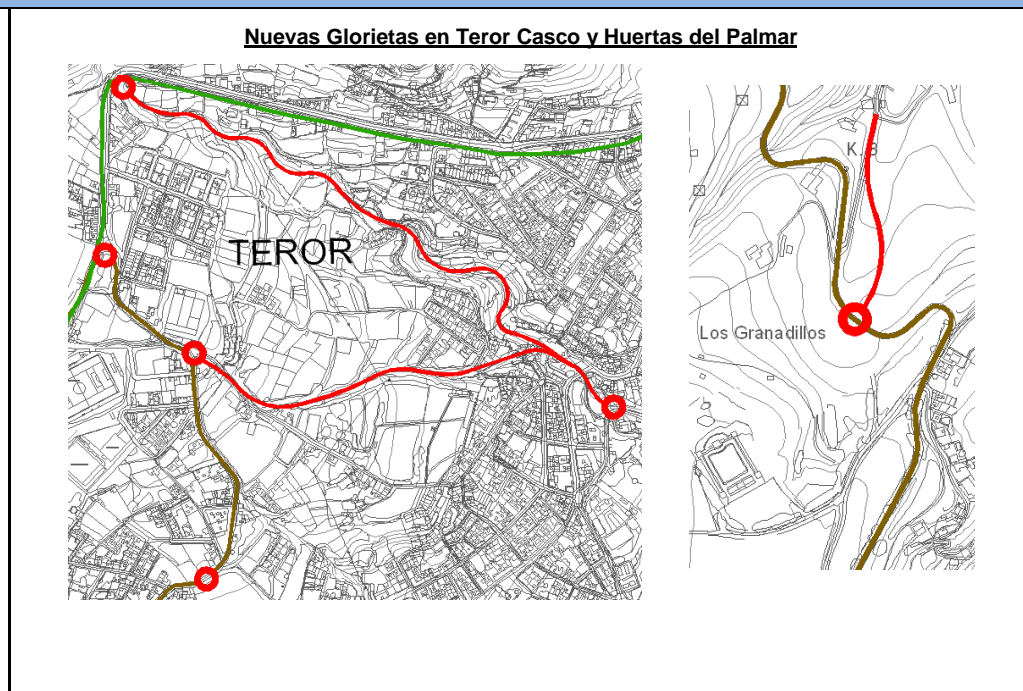 Nuevas Glorietas en Teror Casco y Huertas del Palmar
TEROR
Los Granadillos